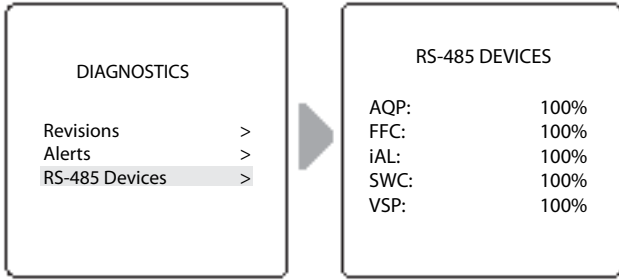 DIAGNOSTICS
Revisions >
Alerts >
RS-485 Devices >
RS-485 DEVICES
AQP: 100%
FFC: 100%
iAL: 100%
SWC: 100%
VSP: 100%